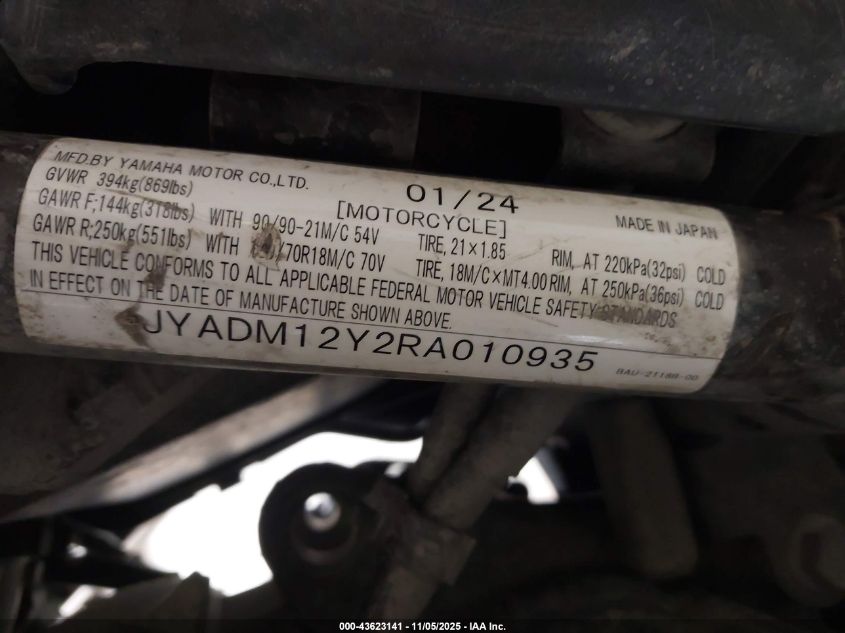 MFD.BY YAMAHA MOTOR CO.,LTD. 01/24 MADE IN JAPAN
GVWR 394kg(869lbs) [MOTORCYCLE]
GAWR F;144kg(318lbs) WITH 90/90-21M/C 54V TIRE, 21×1.85 RIM, AT 220kPa(32psi) COLD
GAWR R;250kg(551lbs) WITH /70R18M/C 70V TIRE, 18M/C×MT4.00 RIM, AT 250kPa(36psi) COLD
THIS VEHICLE CONFORMS TO ALL APPLICABLE FEDERAL MOTOR VEHICLE SAFETY STANDARDS
IN EFFECT ON THE DATE OF MANUFACTURE SHOWN ABOVE.
JYADM12Y2RA010935
BAU-2118B-00
000-43623141 - 11/05/2025 - IAA Inc.